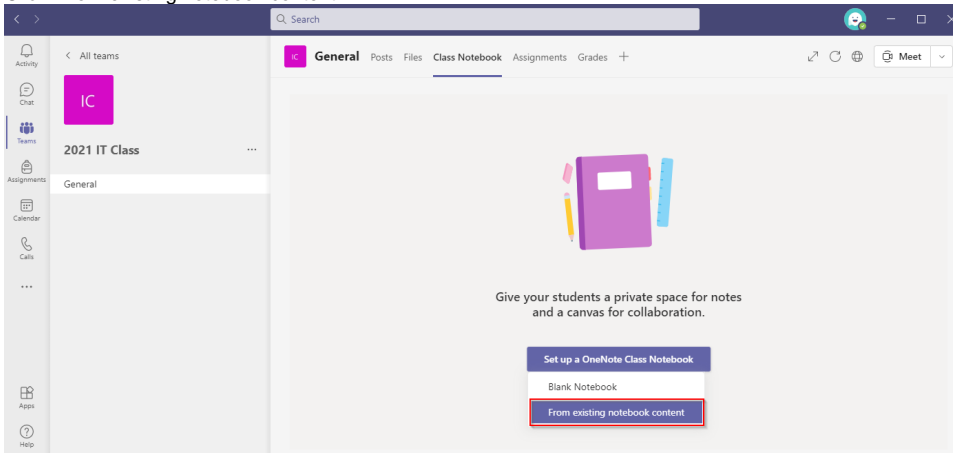 Search
Activity
Chat
Teams
Assignments
Calendar
Calls
Apps
Help
All teams
IC
2021 IT Class
General
IC
General Posts Files Class Notebook Assignments Grades
Meet
Give your students a private space for notes
and a canvas for collaboration.
Set up a OneNote Class Notebook
Blank Notebook
From existing notebook content